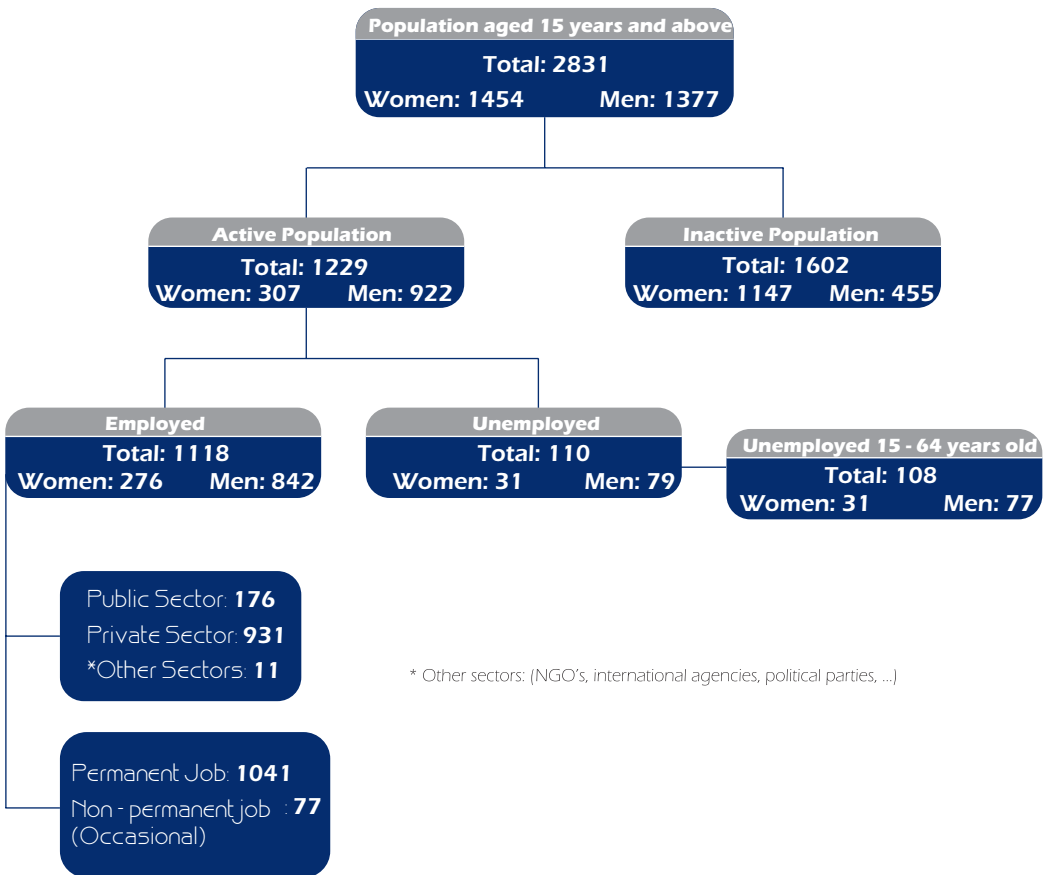 Population aged 15 years and above
Total: 2831
Women: 1454 Men: 1377
Active Population
Total: 1229
Women: 307 Men: 922
Inactive Population
Total: 1602
Women: 1147 Men: 455
Employed
Total: 1118
Women: 276 Men: 842
Unemployed
Total: 110
Women: 31 Men: 79
Unemployed 15 - 64 years old
Total: 108
Women: 31 Men: 77
Public Sector: 176
Private Sector: 931
*Other Sectors: 11
* Other sectors: (NGO's, international agencies, political parties, ...)
Permanent Job: 1041
Non - permanent job : 77
(Occasional)